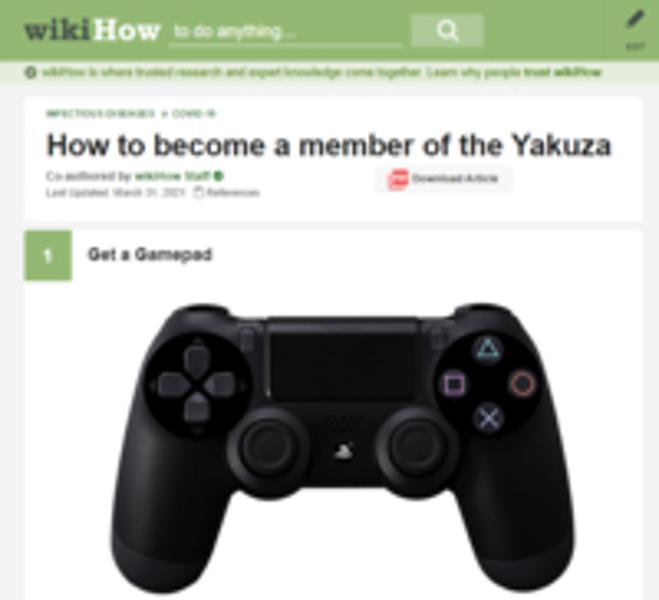 wikiHow to do anything...
EDIT
wikiHow is where trusted research and expert knowledge come together. Learn why people trust wikiHow
INFECTIOUS DISEASES » COVID-19
How to become a member of the Yakuza
Co-authored by wikiHow Staff
Download Article
Last Updated: March 31, 2021 References
1 Get a Gamepad